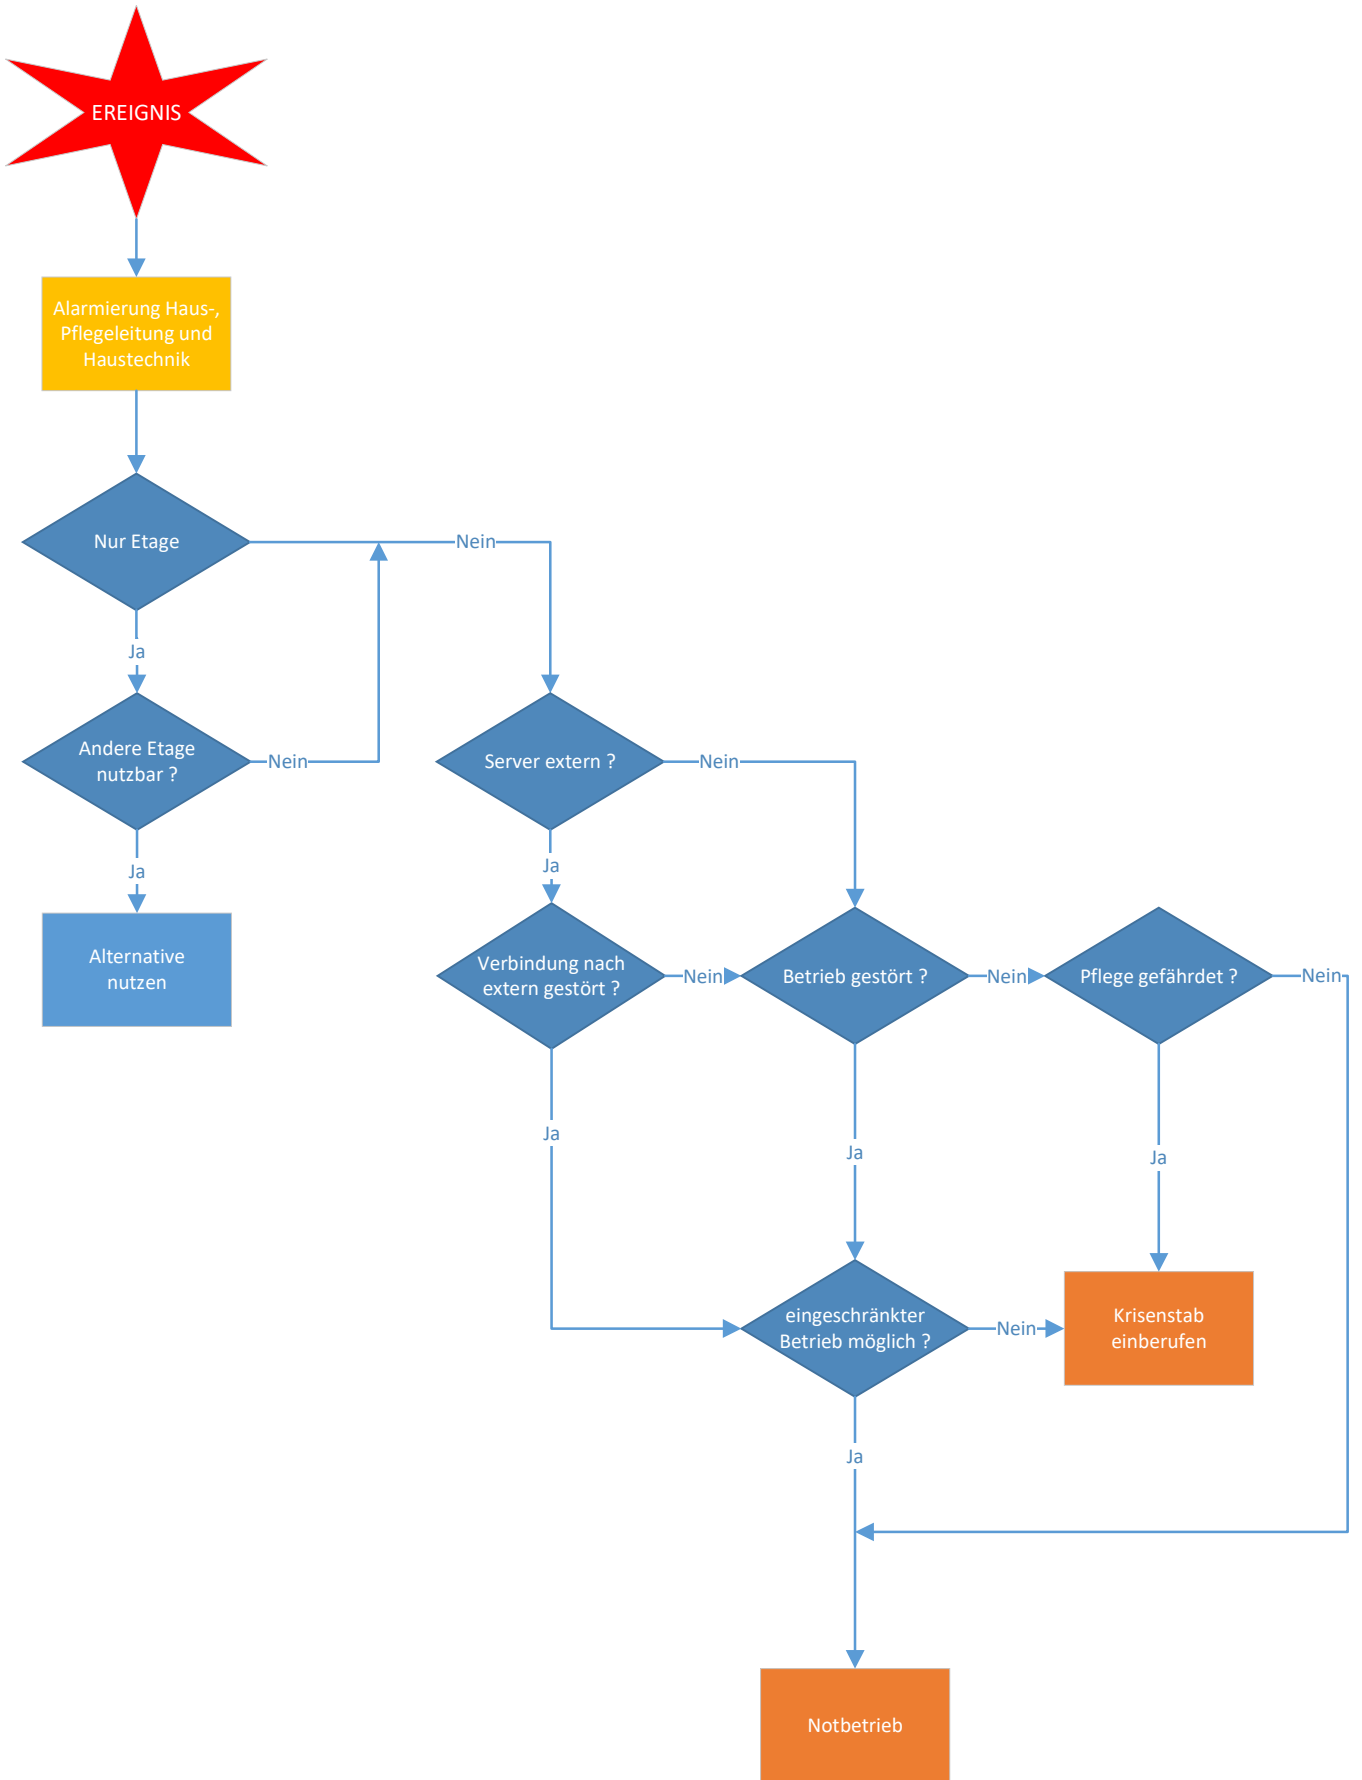 EREIGNIS
Alarmierung Haus-,
Pflegeleitung und
Haustechnik
Nur Etage
Nein
Ja
Andere Etage
nutzbar ?
Nein
Server extern ?
Nein
Ja
Ja
Alternative
nutzen
Verbindung nach
extern gestört ?
Nein
Betrieb gestört ?
Nein
Pflege gefährdet ?
Nein
Ja
Ja
Ja
eingeschränkter
Betrieb möglich ?
Nein
Krisenstab
einberufen
Ja
Notbetrieb